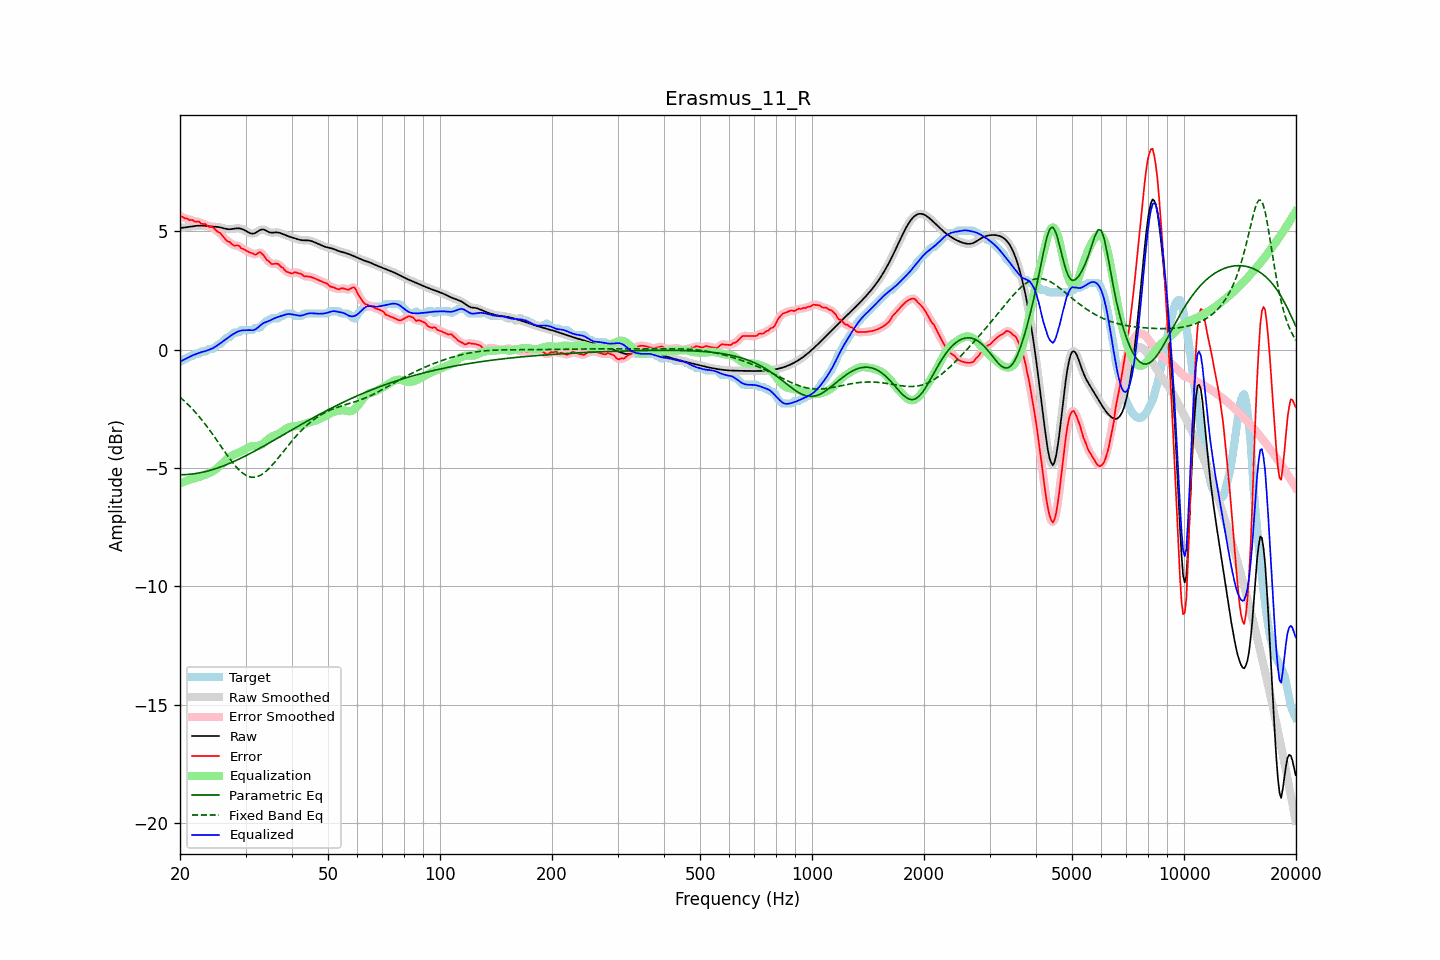 Erasmus_11_R
Amplitude (dBr)
5
0
−5
−10
−15
−20
Target
Raw Smoothed
Error Smoothed
Raw
Error
Equalization
Parametric Eq
Fixed Band Eq
Equalized
20 50 100 200 500 1000 2000 5000 10000 20000
Frequency (Hz)